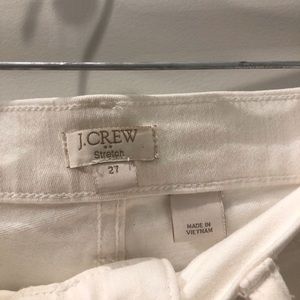 J.CREW
Stretch
27
MADE IN
VIETNAM